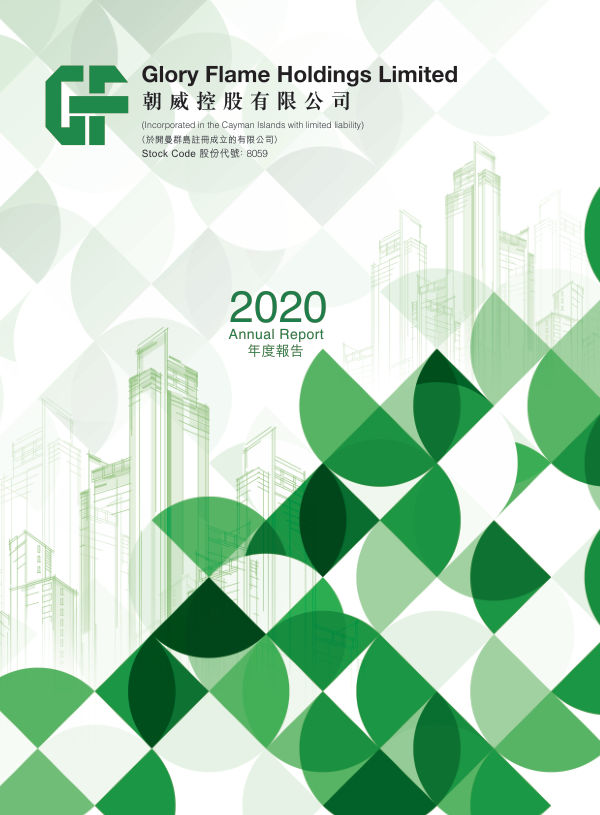 GF
Glory Flame Holdings Limited
朝威控股有限公司
(Incorporated in the Cayman Islands with limited liability)
（於開曼群島註冊成立的有限公司）
Stock Code 股份代號: 8059
2020
Annual Report
年度報告